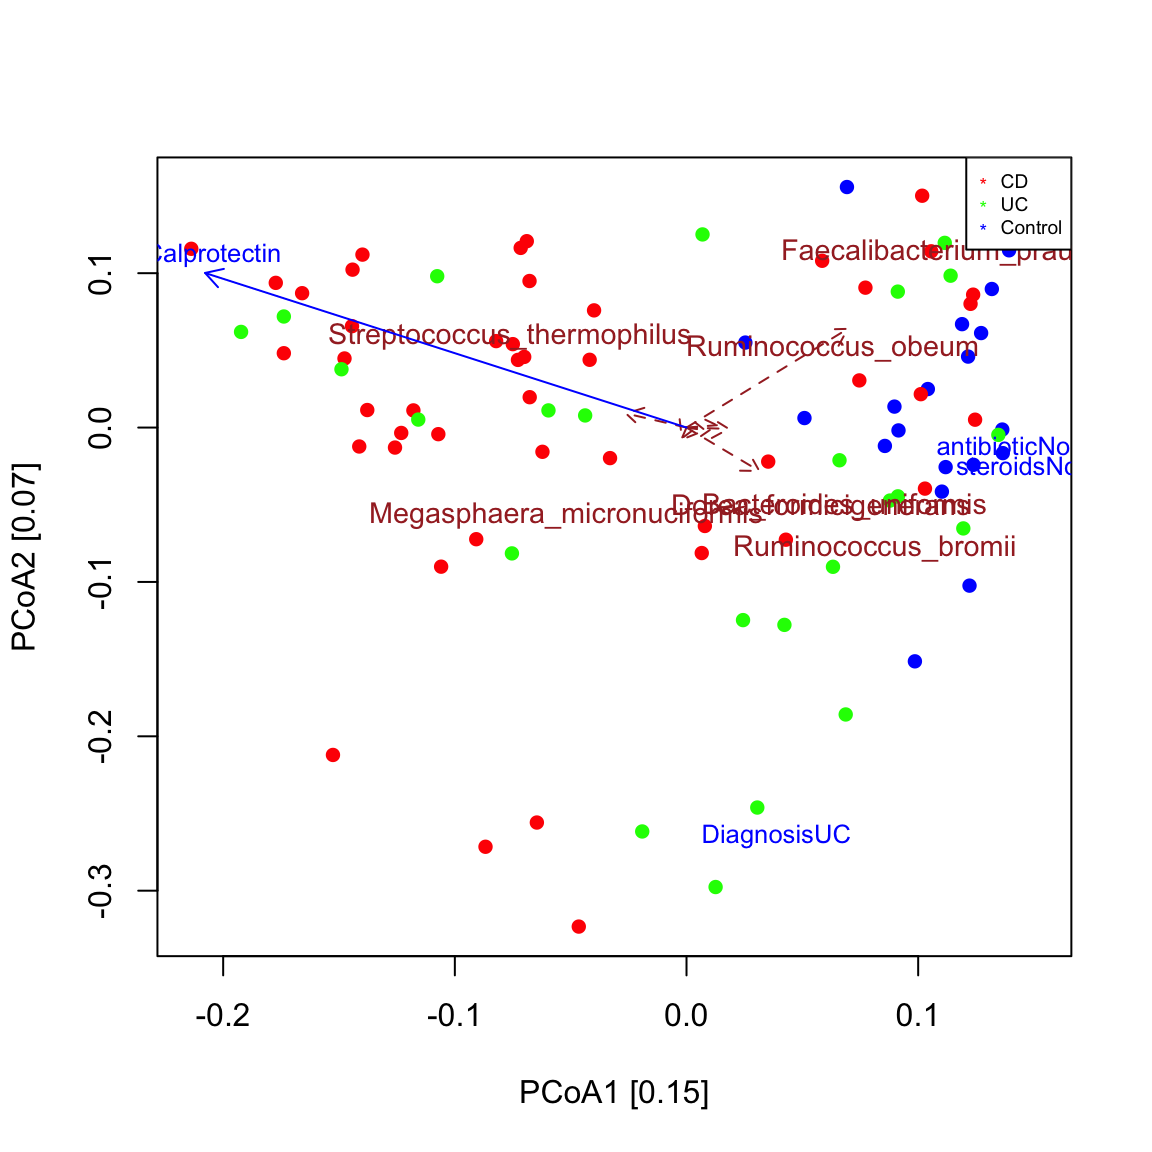 CD
UC
Control
Calprotectin
Faecalibacterium_prau
Streptococcus_thermophilus
Ruminococcus_obeum
antibioticNo
steroidsNo
Bacteroides_uniformis
Megasphaera_micronuciformis
Ruminococcus_bromii
DiagnosisUC
0.1
0.0
-0.1
-0.2
-0.3
PCoA2 [0.07]
-0.2 -0.1 0.0 0.1
PCoA1 [0.15]